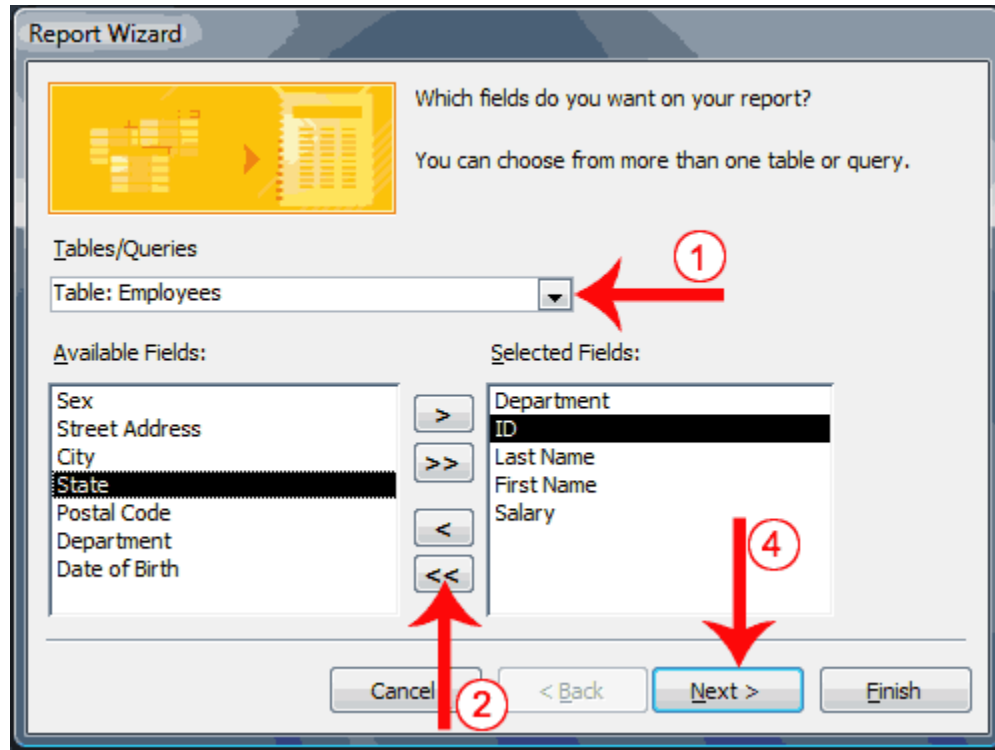 Report Wizard
Which fields do you want on your report?
You can choose from more than one table or query.
Tables/Queries
1
Table: Employees
Available Fields:
Selected Fields:
Sex
Street Address
City
State
Postal Code
Department
Date of Birth
>
>>
<
<<
Department
ID
Last Name
First Name
Salary
4
2
Cancel
< Back
Next >
Finish